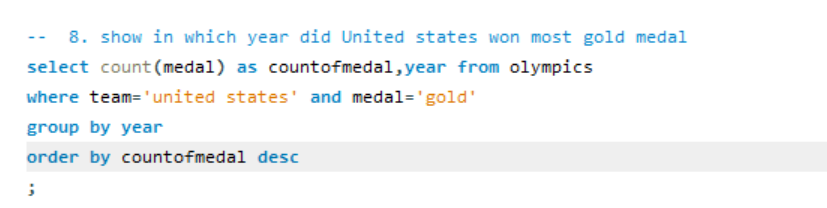 --  8. show in which year did United states won most gold medal
select count(medal) as countofmedal,year from olympics
where team='united states' and medal='gold'
group by year
order by countofmedal desc
;